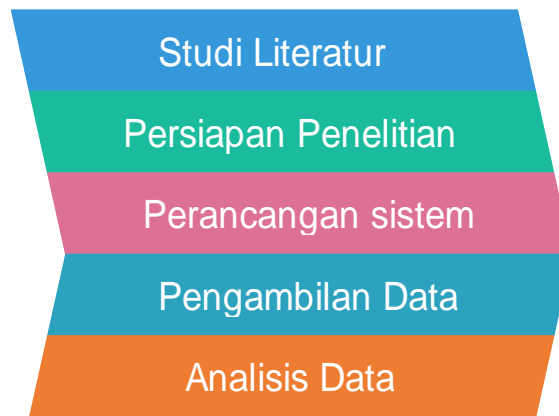 Studi Literatur
Persiapan Penelitian
Perancangan sistem
Pengambilan Data
Analisis Data